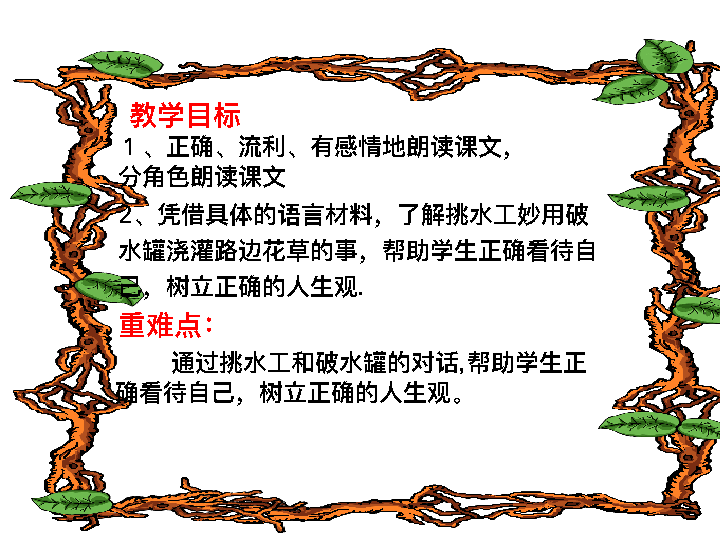 教学目标
1、正确、流利、有感情地朗读课文，
分角色朗读课文
2、凭借具体的语言材料，了解挑水工妙用破
水罐浇灌路边花草的事，帮助学生正确看待自
己，树立正确的人生观.
重难点：
通过挑水工和破水罐的对话,帮助学生正
确看待自己，树立正确的人生观。